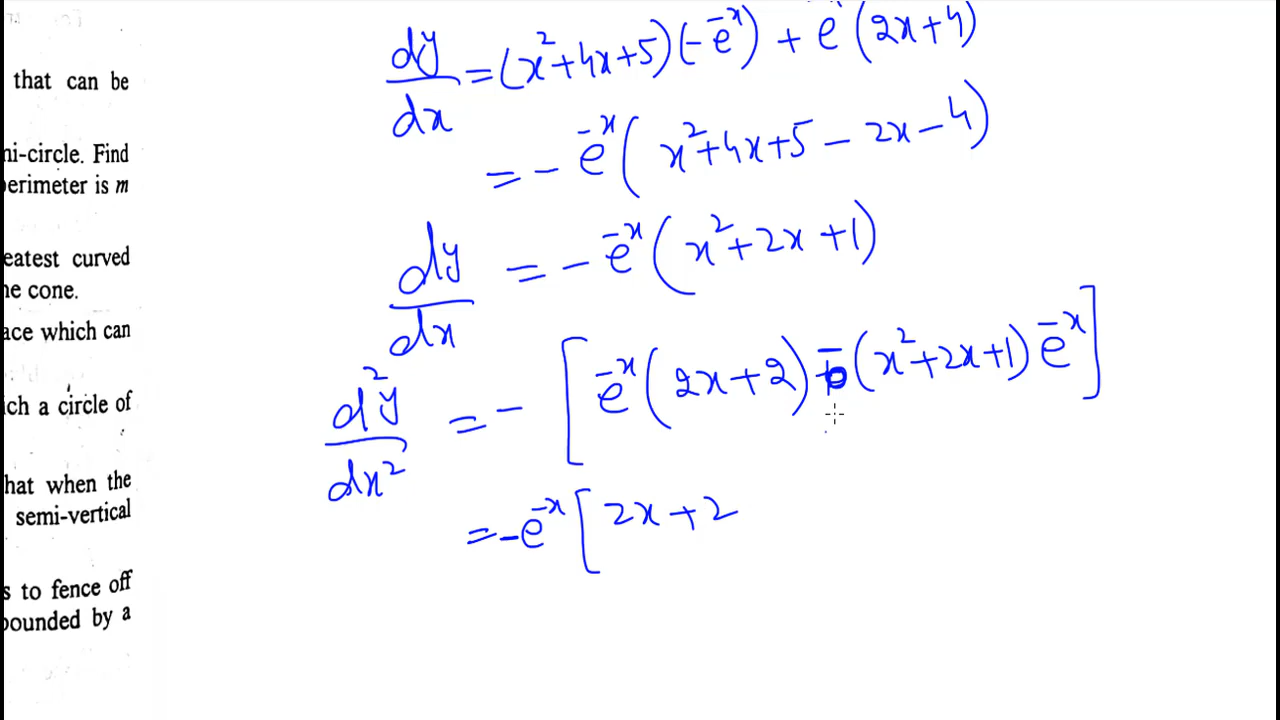 that can be
ni-circle. Find
perimeter is m
eatest curved
he cone.
ace which can
ich a circle of
hat when the
semi-vertical
s to fence off
bounded by a
dy/dx = (x²+4x+5)(-e⁻ˣ) + e (2x+4)
= - e⁻ˣ ( x²+4x+5 - 2x - 4)
dy/dx = - e⁻ˣ ( x²+2x+1)
d²y/dx² = - [ e⁻ˣ (2x+2) - (x²+2x+1) e⁻ˣ ]
= -e⁻ˣ [ 2x+2